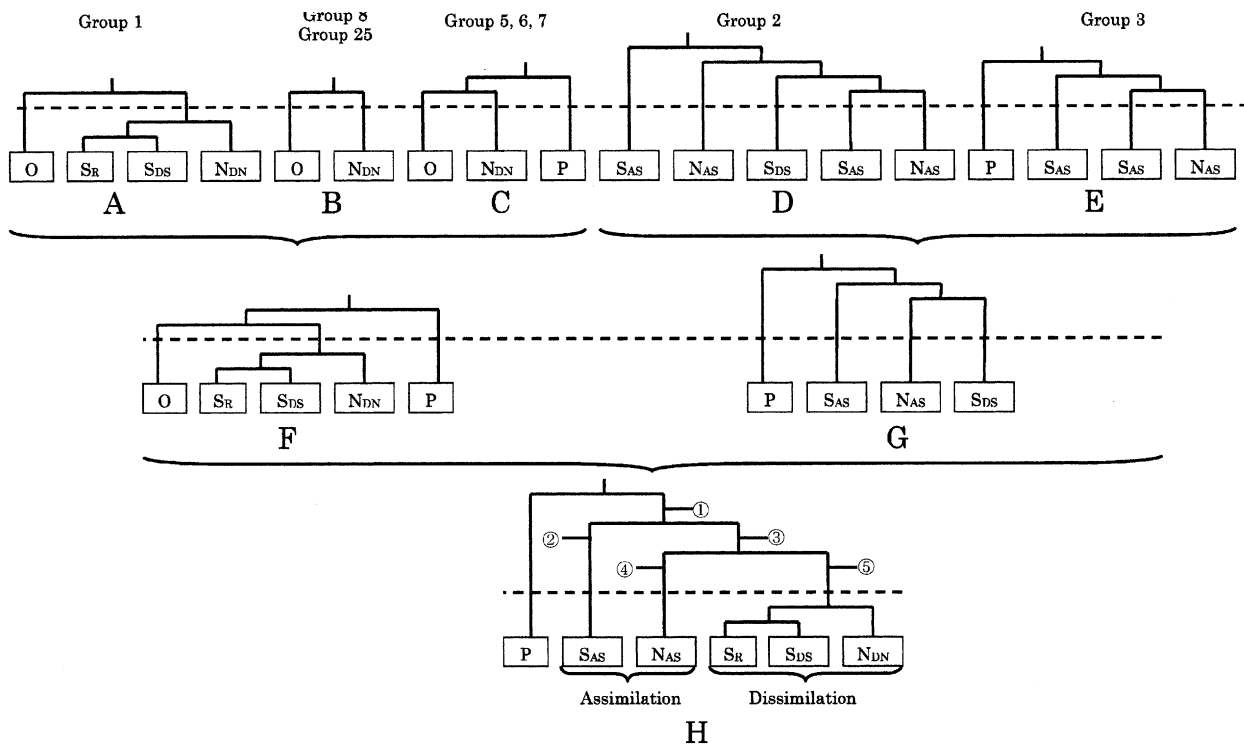 Group 1
Group 8
Group 25
Group 5, 6, 7
Group 2
Group 3
O SR SDS NDN O NDN O NDN P SAS NAS SDS SAS NAS P SAS SAS NAS
A B C D E
O SR SDS NDN P P SAS NAS SDS
F G
①
② ③
④ ⑤
P SAS NAS SR SDS NDN
Assimilation Dissimilation
H